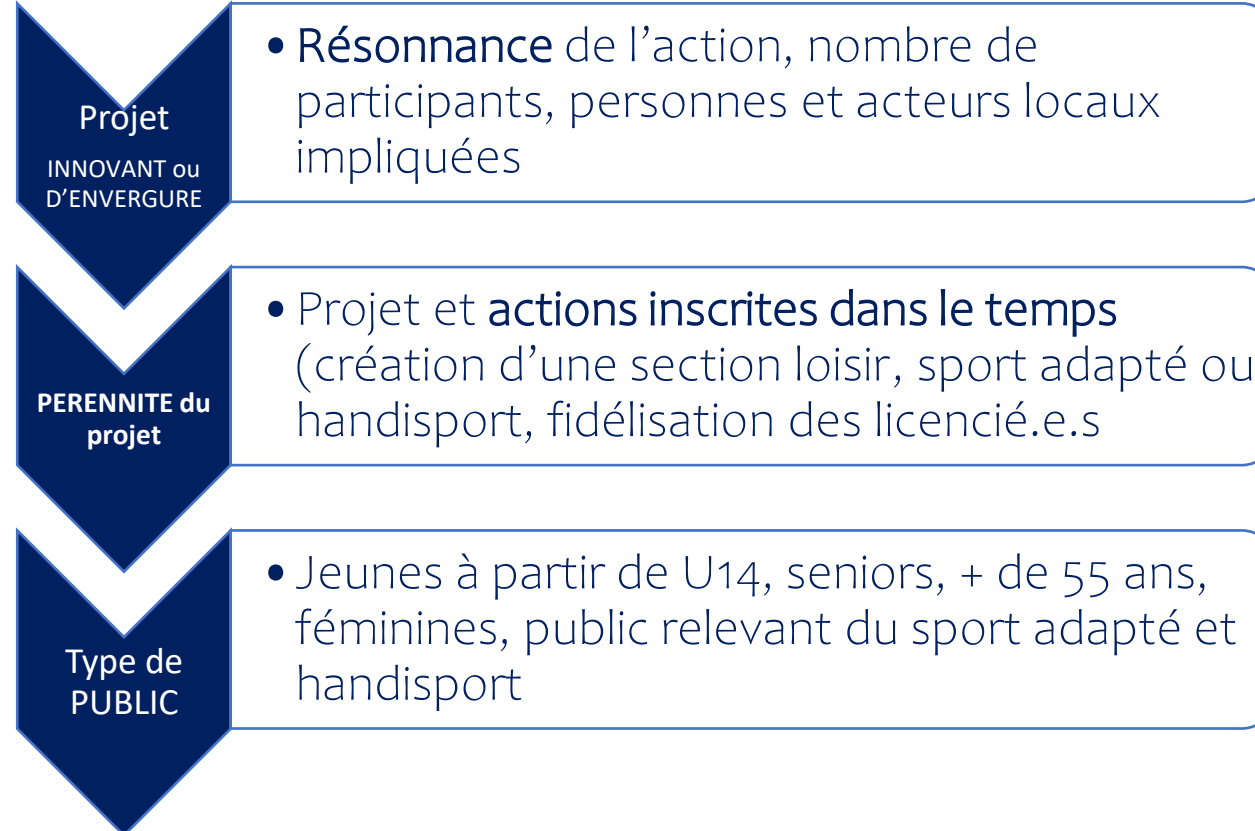 Projet
INNOVANT ou
D’ENVERGURE
• Résonnance de l’action, nombre de
participants, personnes et acteurs locaux
impliquées
PERENNITE du
projet
• Projet et actions inscrites dans le temps
(création d’une section loisir, sport adapté ou
handisport, fidélisation des licencié.e.s
Type de
PUBLIC
• Jeunes à partir de U14, seniors, + de 55 ans,
féminines, public relevant du sport adapté et
handisport